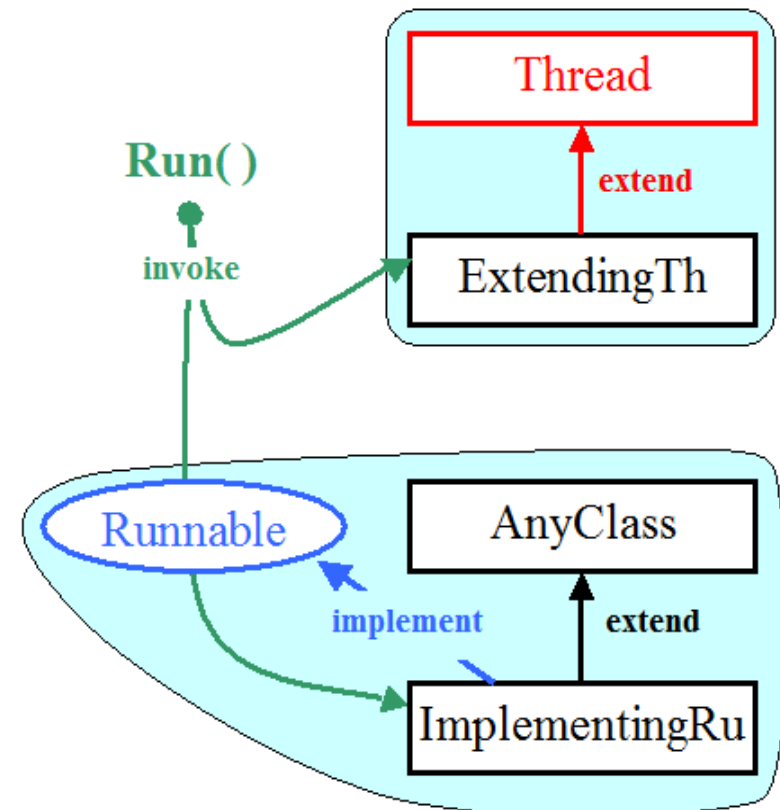 Thread
Run( )
extend
invoke
ExtendingTh
Runnable
AnyClass
implement
extend
ImplementingRu